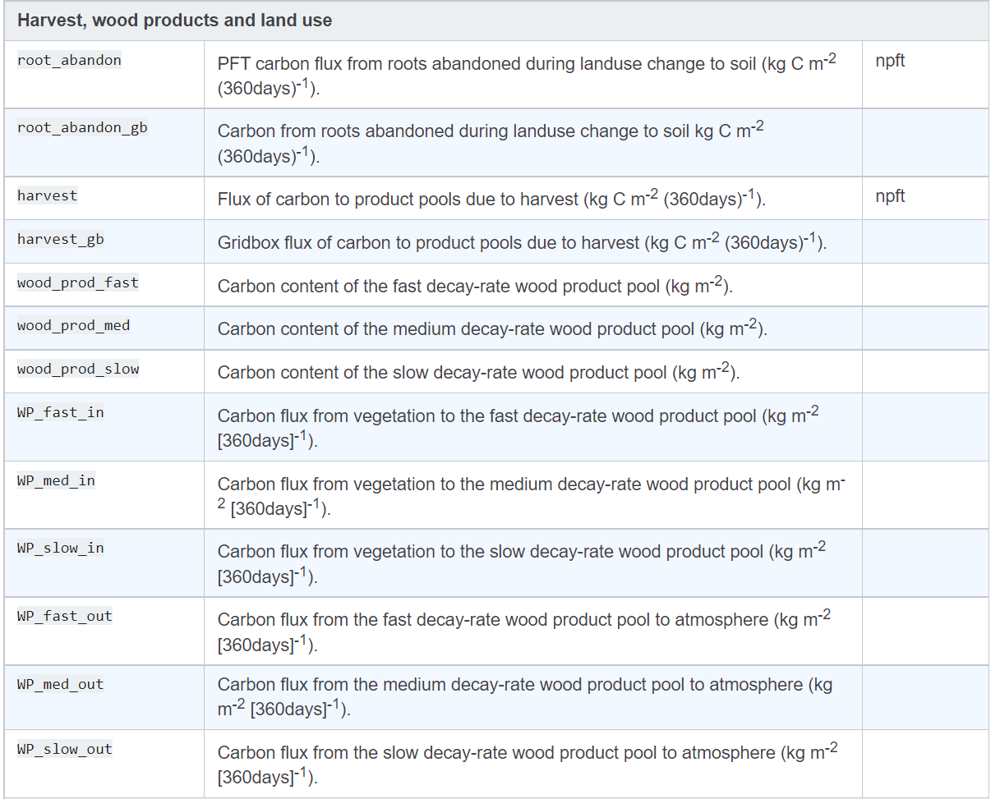 Harvest, wood products and land use
root_abandon PFT carbon flux from roots abandoned during landuse change to soil (kg C m-2 npft
(360days)-1).
root_abandon_gb Carbon from roots abandoned during landuse change to soil kg C m-2
(360days)-1).
harvest Flux of carbon to product pools due to harvest (kg C m-2 (360days)-1). npft
harvest_gb Gridbox flux of carbon to product pools due to harvest (kg C m-2 (360days)-1).
wood_prod_fast Carbon content of the fast decay-rate wood product pool (kg m-2).
wood_prod_med Carbon content of the medium decay-rate wood product pool (kg m-2).
wood_prod_slow Carbon content of the slow decay-rate wood product pool (kg m-2).
WP_fast_in Carbon flux from vegetation to the fast decay-rate wood product pool (kg m-2
[360days]-1).
WP_med_in Carbon flux from vegetation to the medium decay-rate wood product pool (kg m-
2 [360days]-1).
WP_slow_in Carbon flux from vegetation to the slow decay-rate wood product pool (kg m-2
[360days]-1).
WP_fast_out Carbon flux from the fast decay-rate wood product pool to atmosphere (kg m-2
[360days]-1).
WP_med_out Carbon flux from the medium decay-rate wood product pool to atmosphere (kg
m-2 [360days]-1).
WP_slow_out Carbon flux from the slow decay-rate wood product pool to atmosphere (kg m-2
[360days]-1).